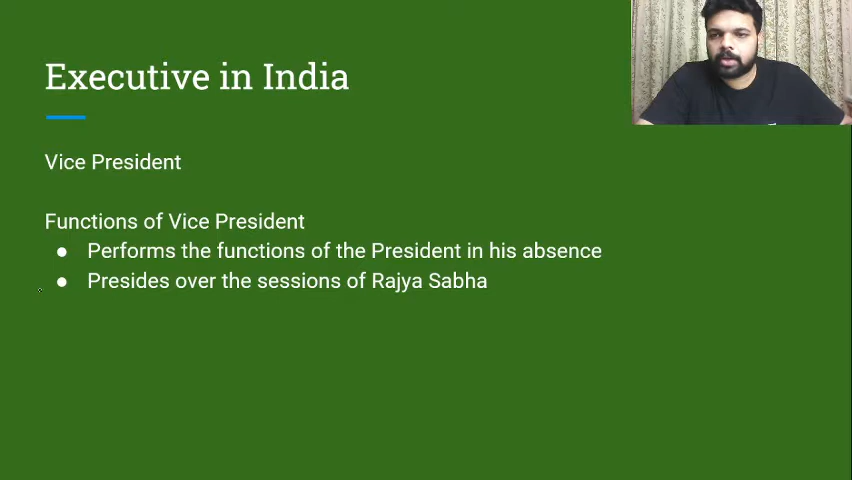 Executive in India
Vice President
Functions of Vice President
● Performs the functions of the President in his absence
● Presides over the sessions of Rajya Sabha